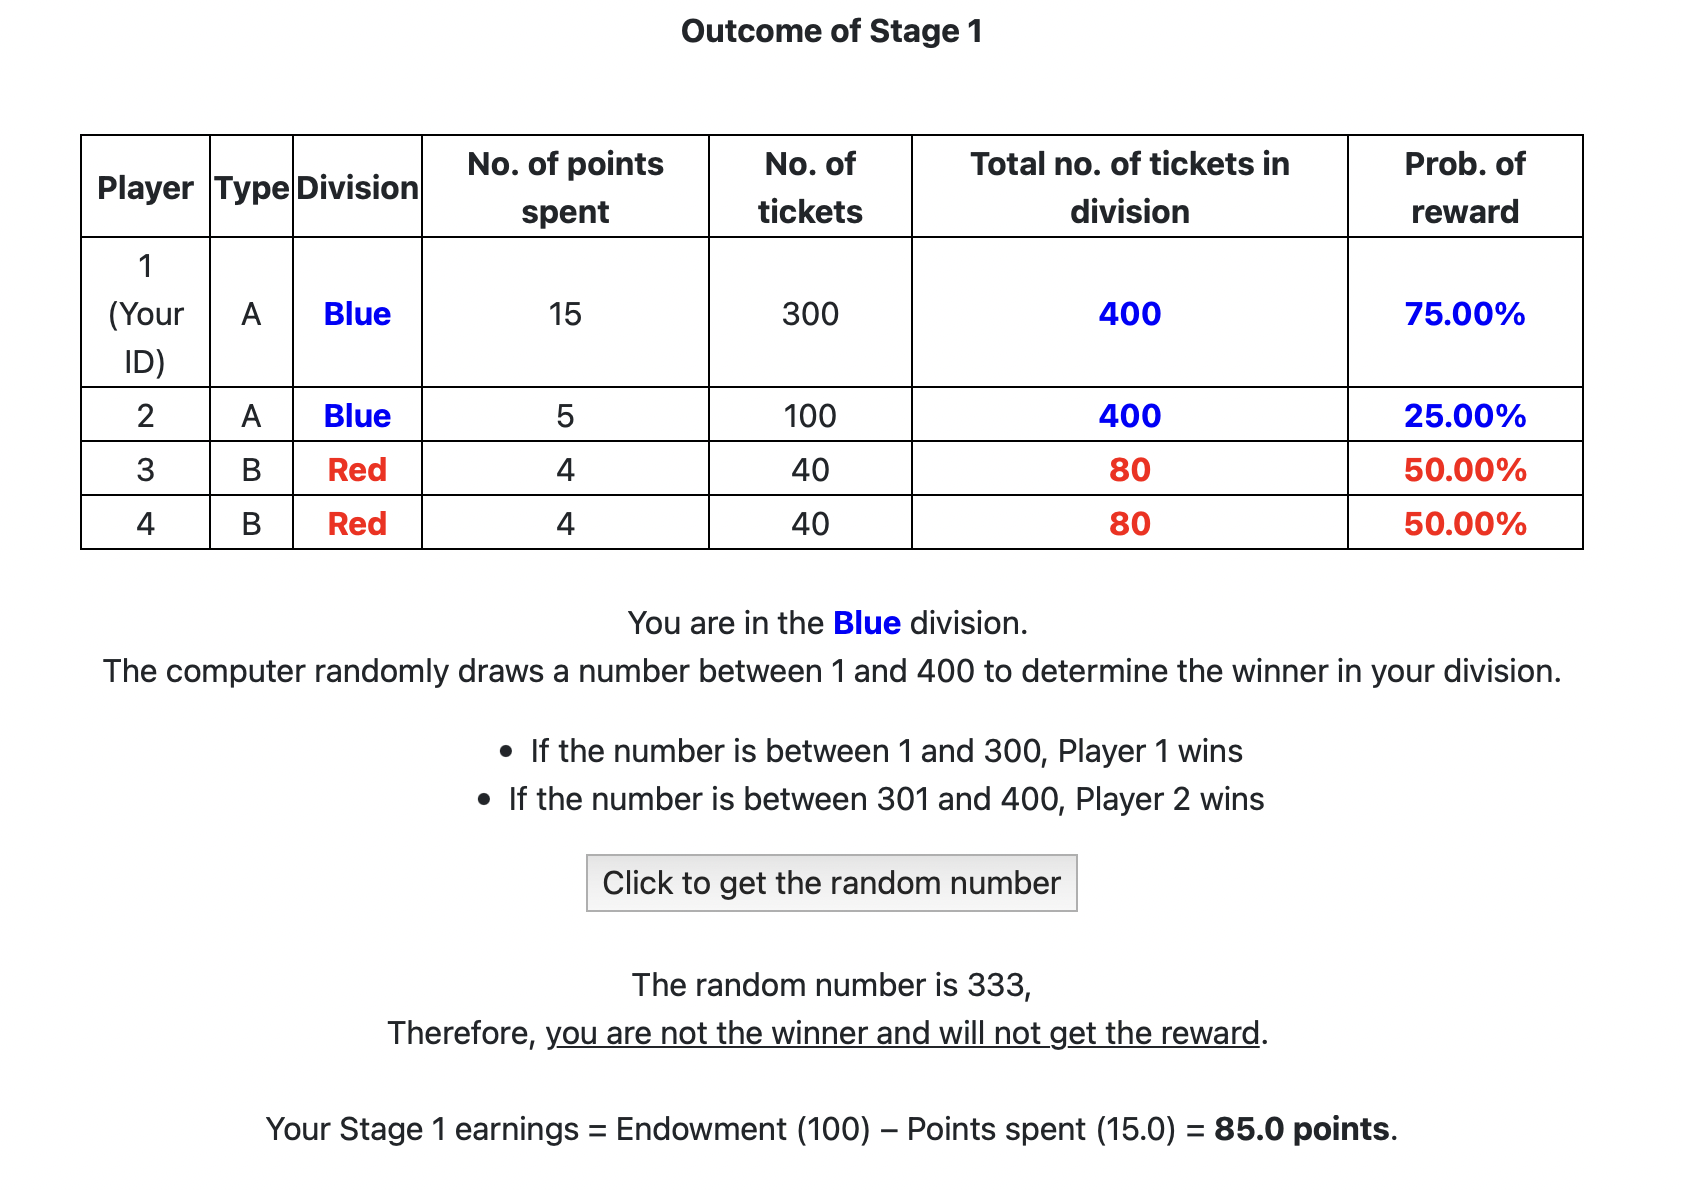 Outcome of Stage 1
Player Type Division No. of points spent No. of tickets Total no. of tickets in division Prob. of reward
1 (Your ID) A Blue 15 300 400 75.00%
2 A Blue 5 100 400 25.00%
3 B Red 4 40 80 50.00%
4 B Red 4 40 80 50.00%
You are in the Blue division.
The computer randomly draws a number between 1 and 400 to determine the winner in your division.
• If the number is between 1 and 300, Player 1 wins
• If the number is between 301 and 400, Player 2 wins
Click to get the random number
The random number is 333,
Therefore, you are not the winner and will not get the reward.
Your Stage 1 earnings = Endowment (100) – Points spent (15.0) = 85.0 points.